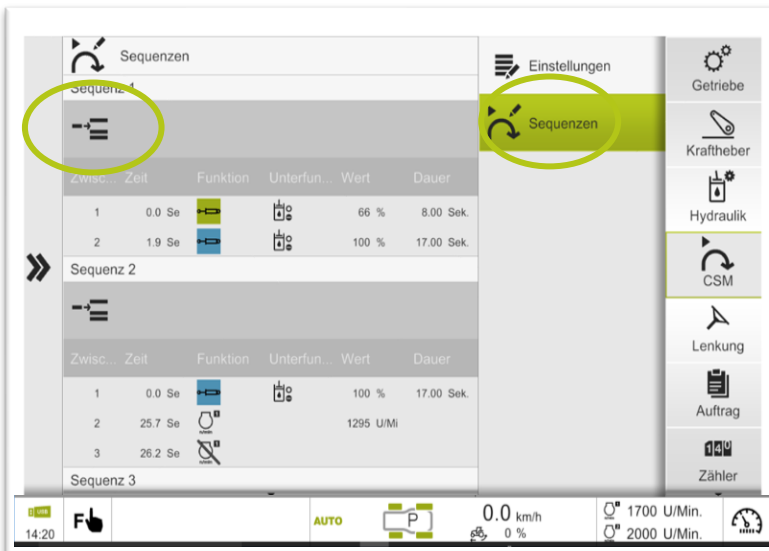 Sequenzen
Sequenz 1
Zwisc... Zeit Funktion Unterfun... Wert Dauer
1 0.0 Se 66 % 8.00 Sek.
2 1.9 Se 100 % 17.00 Sek.
Sequenz 2
Zwisc... Zeit Funktion Unterfun... Wert Dauer
1 0.0 Se 100 % 17.00 Sek.
2 25.7 Se 1295 U/Mi
3 26.2 Se
Sequenz 3
Einstellungen
Sequenzen
Getriebe
Kraftheber
Hydraulik
CSM
Lenkung
Auftrag
140
Zähler
USB
14:20
F
AUTO
P
0.0 km/h
0 %
1700 U/Min.
2000 U/Min.